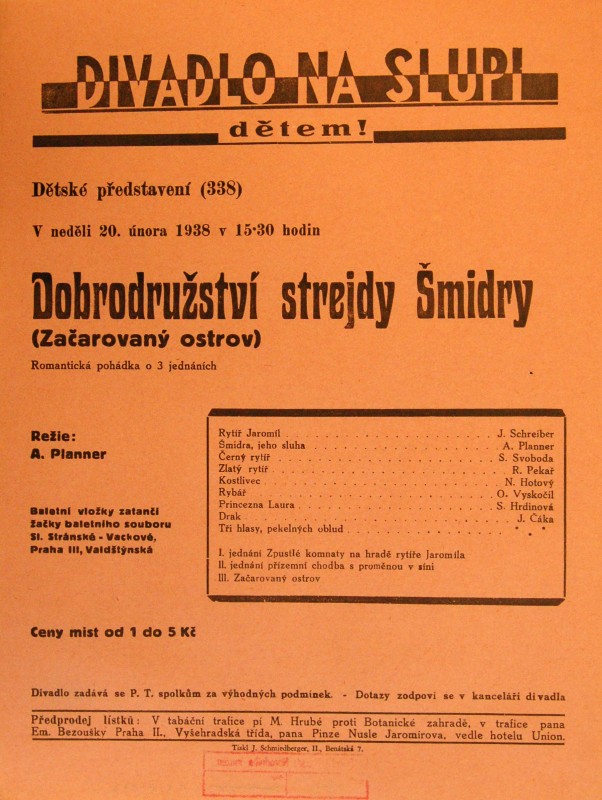 DIVADLO NA SLUPI
dětem!
Dětské představení (338)
V neděli 20. února 1938 v 15·30 hodin
Dobrodružství strejdy Šmidry
(Začarovaný ostrov)
Romantická pohádka o 3 jednáních
Režie:
A. Planner
Baletní vložky zatančí
žačky baletního souboru
Sl. Stránské - Vackové,
Praha III, Valdštýnská
Rytíř Jaromíl . . . . . . . . . . J. Schreiber
Šmidra, jeho sluha . . . . . . . . . . A. Planner
Černý rytíř . . . . . . . . . . S. Svoboda
Zlatý rytíř . . . . . . . . . . R. Pekař
Kostlivec . . . . . . . . . . N. Hotový
Rybář . . . . . . . . . . O. Vyskočil
Princezna Laura . . . . . . . . . . S. Hrdinová
Drak . . . . . . . . . . J. Čáka
Tři hlasy, pekelných oblud . . . . . . . . . . * * *
I. jednání Zpustlé komnaty na hradě rytíře Jaromíla
II. jednání přízemní chodba s proměnou v síni
III. Začarovaný ostrov
Ceny míst od 1 do 5 Kč
Divadlo zadává se P. T. spolkům za výhodných podmínek. - Dotazy zodpoví se v kanceláři divadla
Předprodej lístků: V tabáční trafice pí M. Hrubé proti Botanické zahradě, v trafice pana
Em. Bezoušky Praha II., Vyšehradská třída, pana Pinze Nusle Jaromírova, vedle hotelu Union.
Tiskl J. Schmiedberger, II., Benátská 7.